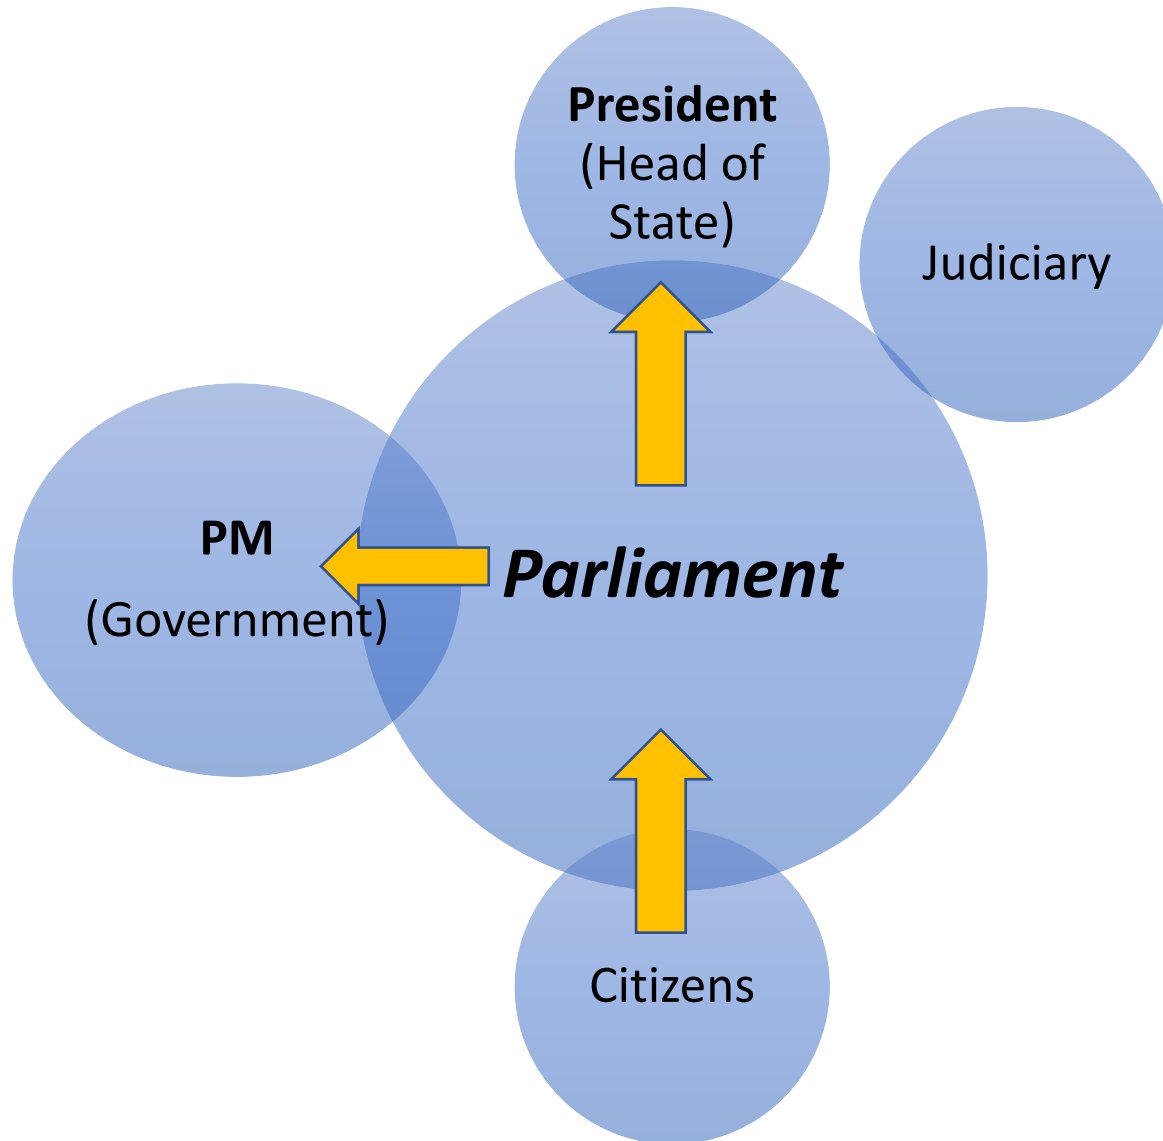 President
(Head of
State)
Judiciary
PM
(Government)
Parliament
Citizens